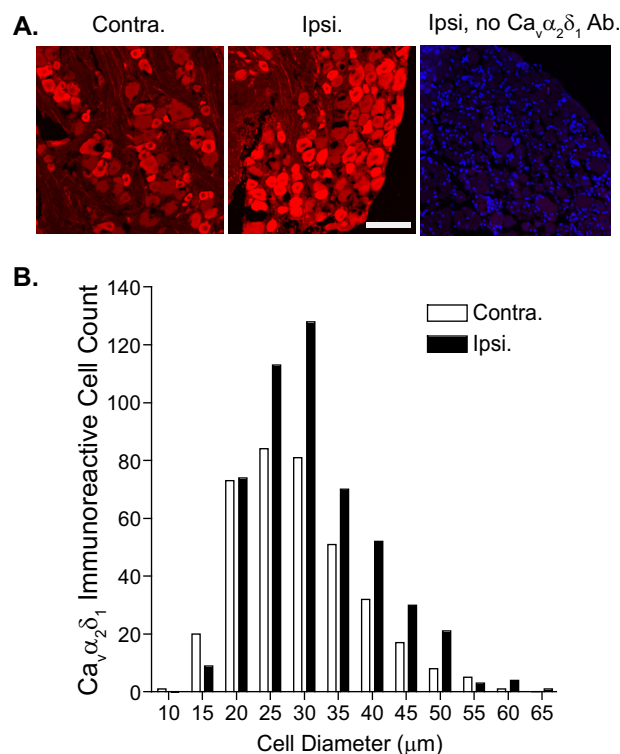 A.
Contra.
Ipsi.
Ipsi, no Caᵥα₂δ₁ Ab.
B.
Caᵥα₂δ₁ Immunoreactive Cell Count
140
120
100
80
60
40
20
0
Contra.
Ipsi.
10 15 20 25 30 35 40 45 50 55 60 65
Cell Diameter (μm)